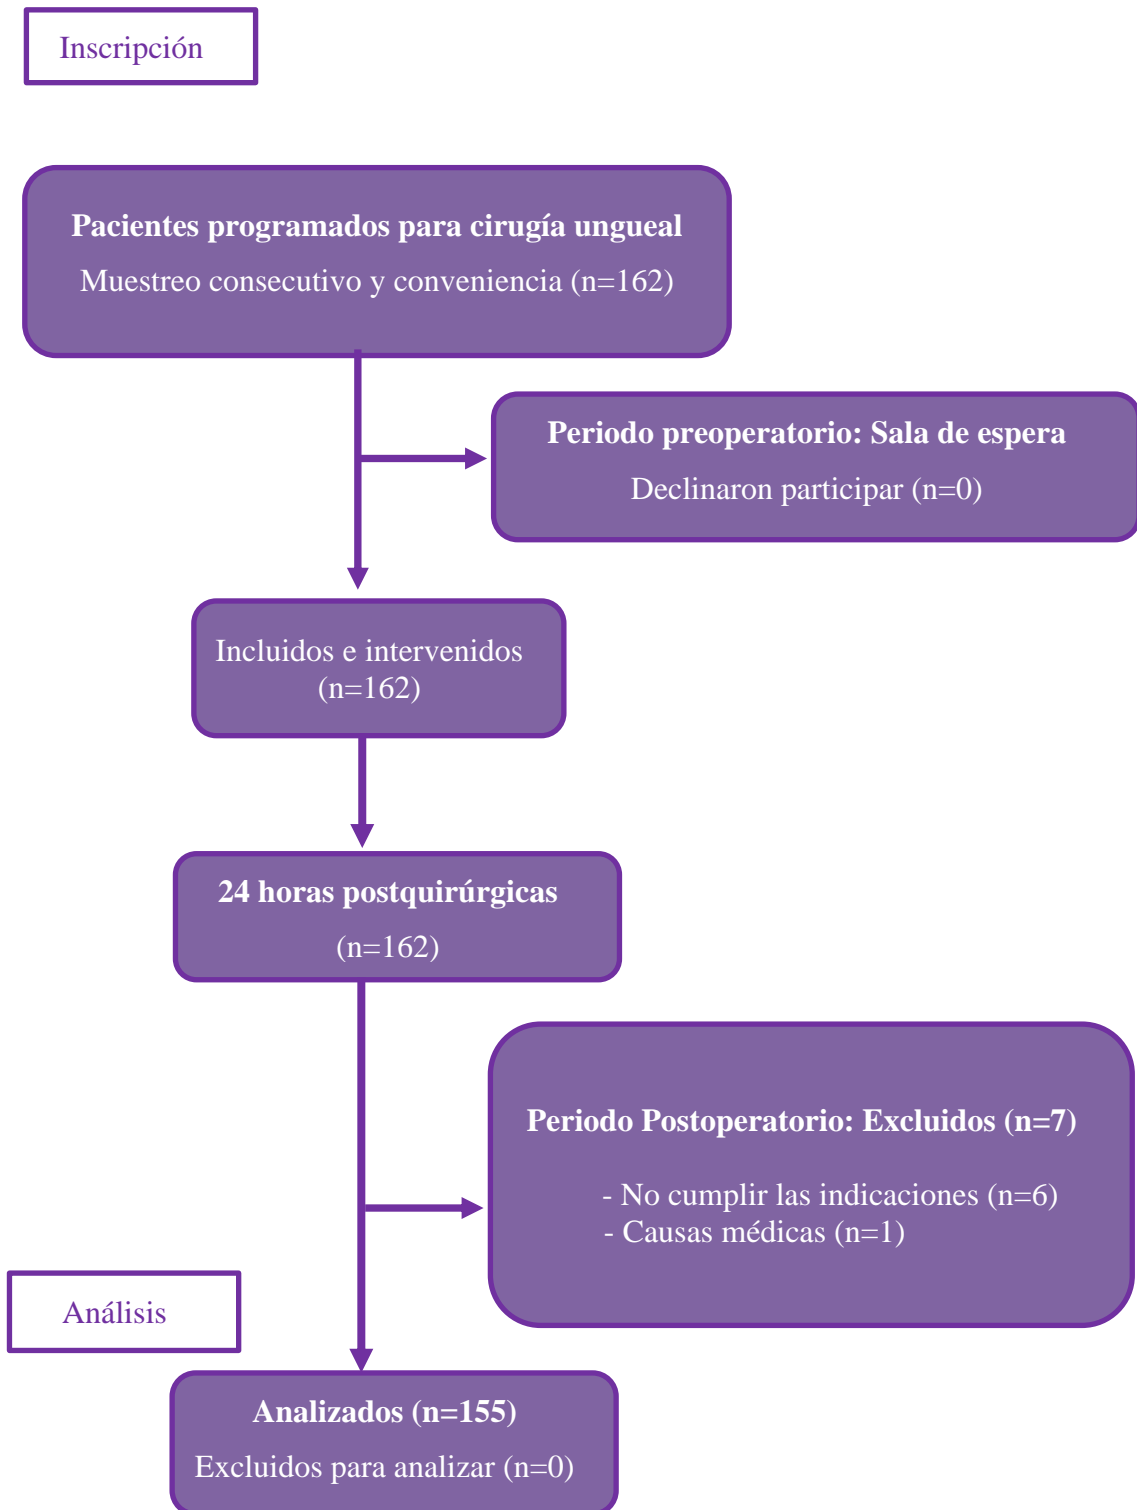 Inscripción
Pacientes programados para cirugía ungueal
Muestreo consecutivo y conveniencia (n=162)
Periodo preoperatorio: Sala de espera
Declinaron participar (n=0)
Incluidos e intervenidos
(n=162)
24 horas postquirúrgicas
(n=162)
Periodo Postoperatorio: Excluidos (n=7)
- No cumplir las indicaciones (n=6)
- Causas médicas (n=1)
Análisis
Analizados (n=155)
Excluidos para analizar (n=0)